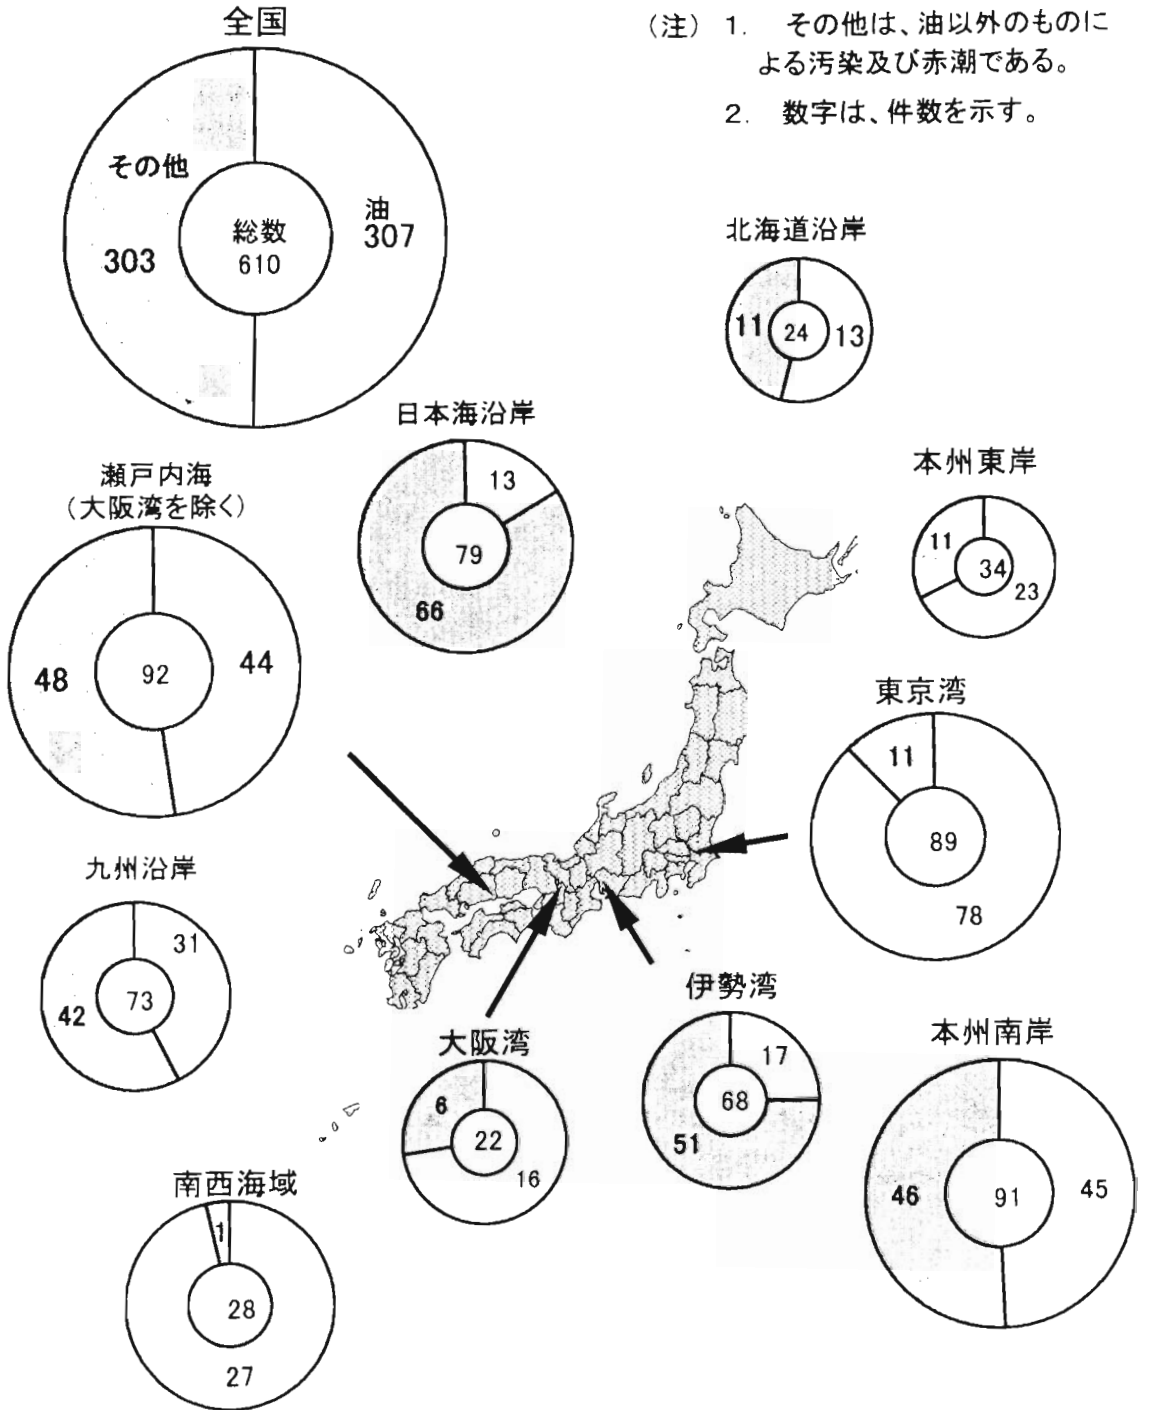 全国
その他
303
総数
610
油
307
(注) 1. その他は、油以外のものに
よる汚染及び赤潮である。
2. 数字は、件数を示す。
北海道沿岸
11
24
13
日本海沿岸
13
79
66
瀬戸内海
(大阪湾を除く)
48
92
44
本州東岸
11
34
23
東京湾
11
89
78
九州沿岸
31
73
42
大阪湾
6
22
16
伊勢湾
17
68
51
本州南岸
46
91
45
南西海域
1
28
27